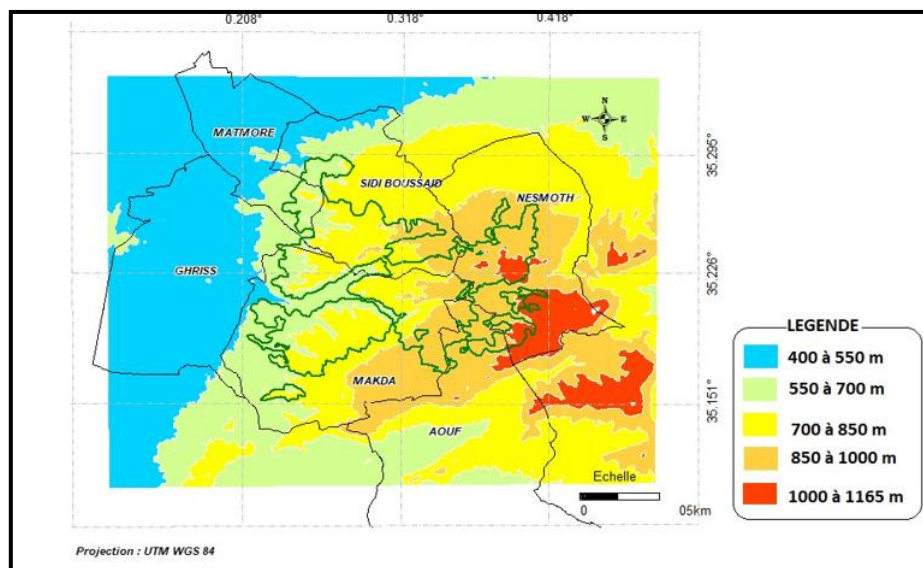 0.208° 0.318° 0.418°
MATMORE
N
W E
S
35.295°
SIDI BOUSSAID
NESMOTH
GHRISS
35.226°
MAKDA
35.151°
AOUF
Echelle
0 05km
LEGENDE
400 à 550 m
550 à 700 m
700 à 850 m
850 à 1000 m
1000 à 1165 m
Projection : UTM WGS 84